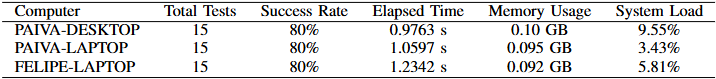 Computer Total Tests Success Rate Elapsed Time Memory Usage System Load
PAIVA-DESKTOP 15 80% 0.9763 s 0.10 GB 9.55%
PAIVA-LAPTOP 15 80% 1.0597 s 0.095 GB 3.43%
FELIPE-LAPTOP 15 80% 1.2342 s 0.092 GB 5.81%